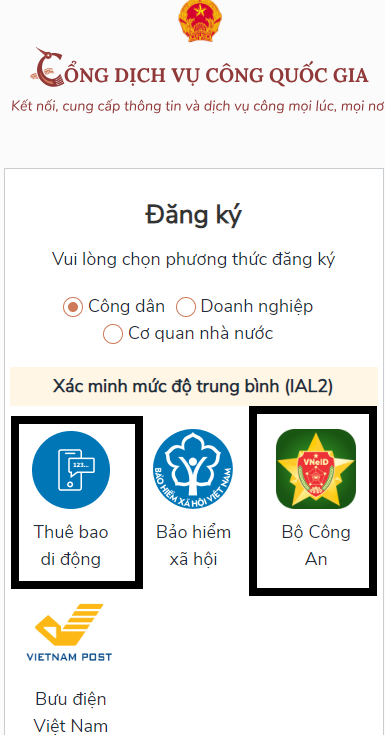 CỔNG DỊCH VỤ CÔNG QUỐC GIA
Kết nối, cung cấp thông tin và dịch vụ công mọi lúc, mọi nơ
Đăng ký
Vui lòng chọn phương thức đăng ký
Công dân Doanh nghiệp
Cơ quan nhà nước
Xác minh mức độ trung bình (IAL2)
123...
BẢO HIỂM XÃ HỘI VIỆT NAM
VNeID
Thuê bao
di động
Bảo hiểm
xã hội
Bộ Công
An
VIETNAM POST
Bưu điện
Việt Nam